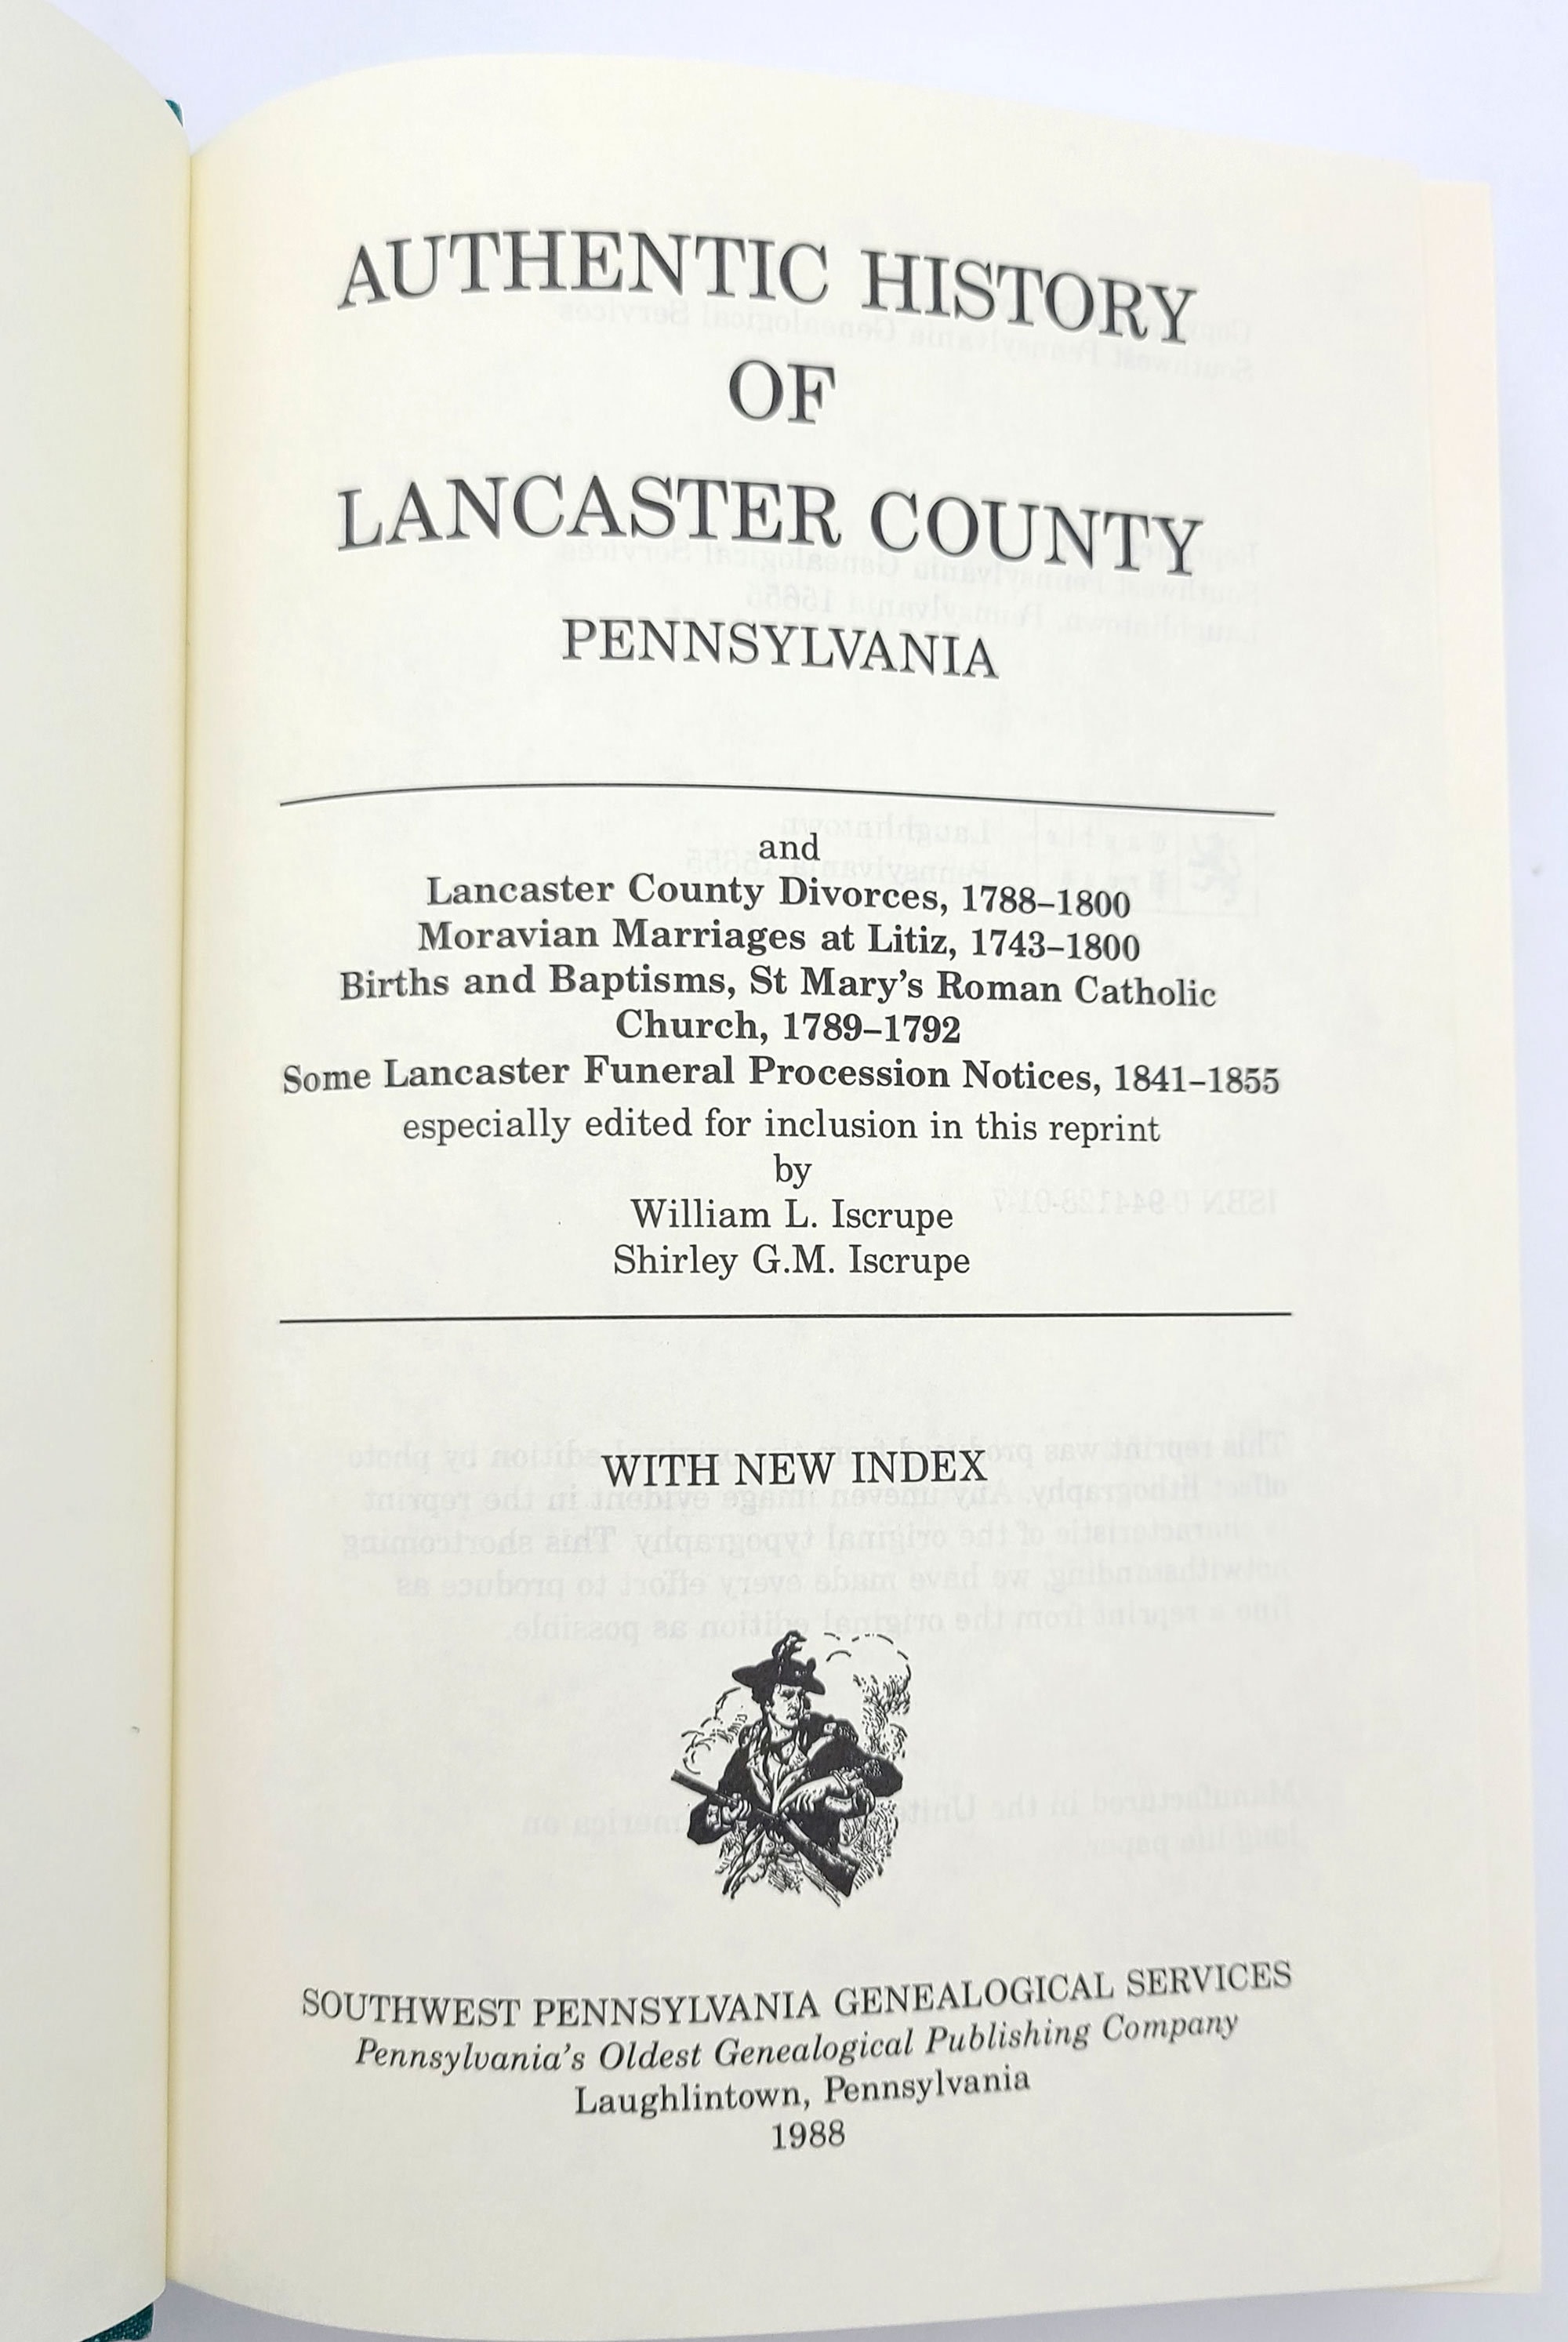 AUTHENTIC HISTORY
OF
LANCASTER COUNTY
PENNSYLVANIA
and
Lancaster County Divorces, 1788–1800
Moravian Marriages at Litiz, 1743–1800
Births and Baptisms, St Mary's Roman Catholic
Church, 1789–1792
Some Lancaster Funeral Procession Notices, 1841–1855
especially edited for inclusion in this reprint
by
William L. Iscrupe
Shirley G.M. Iscrupe
WITH NEW INDEX
SOUTHWEST PENNSYLVANIA GENEALOGICAL SERVICES
Pennsylvania's Oldest Genealogical Publishing Company
Laughlintown, Pennsylvania
1988